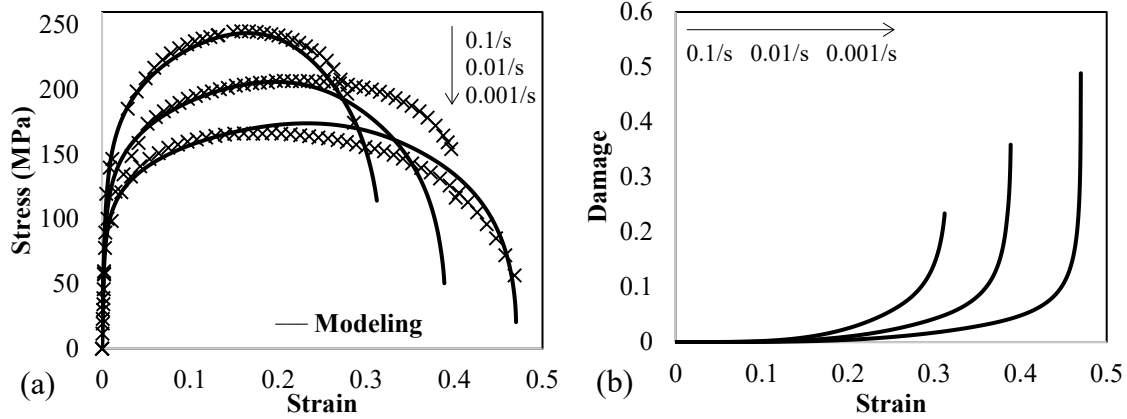 250
200
150
100
50
0
Stress (MPa)
0.1/s
0.01/s
0.001/s
— Modeling
0 0.1 0.2 0.3 0.4 0.5
(a) Strain
0.6
0.5
0.4
0.3
0.2
0.1
0
Damage
0.1/s 0.01/s 0.001/s
0 0.1 0.2 0.3 0.4 0.5
(b) Strain